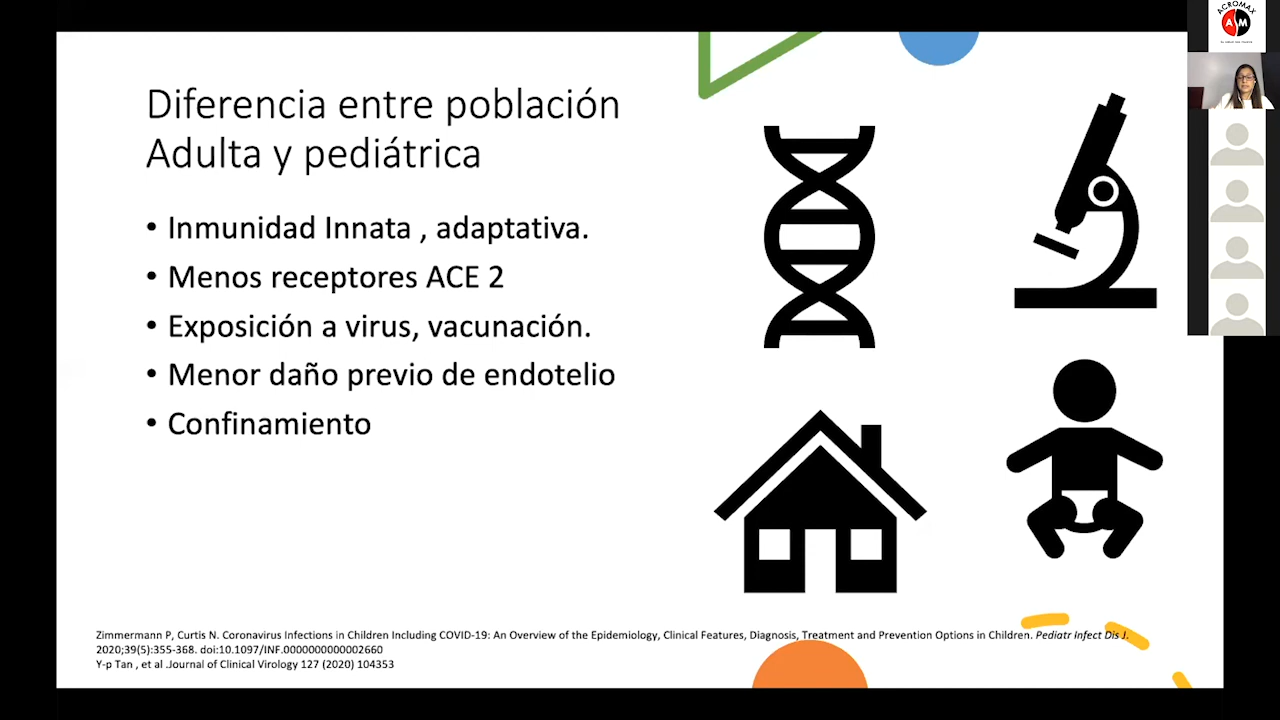 Diferencia entre población
Adulta y pediátrica
• Inmunidad Innata , adaptativa.
• Menos receptores ACE 2
• Exposición a virus, vacunación.
• Menor daño previo de endotelio
• Confinamiento
Zimmermann P, Curtis N. Coronavirus Infections in Children Including COVID-19: An Overview of the Epidemiology, Clinical Features, Diagnosis, Treatment and Prevention Options in Children. Pediatr Infect Dis J.
2020;39(5):355-368. doi:10.1097/INF.0000000000002660
Y-p Tan , et al .Journal of Clinical Virology 127 (2020) 104353
ACROMAX
ASM